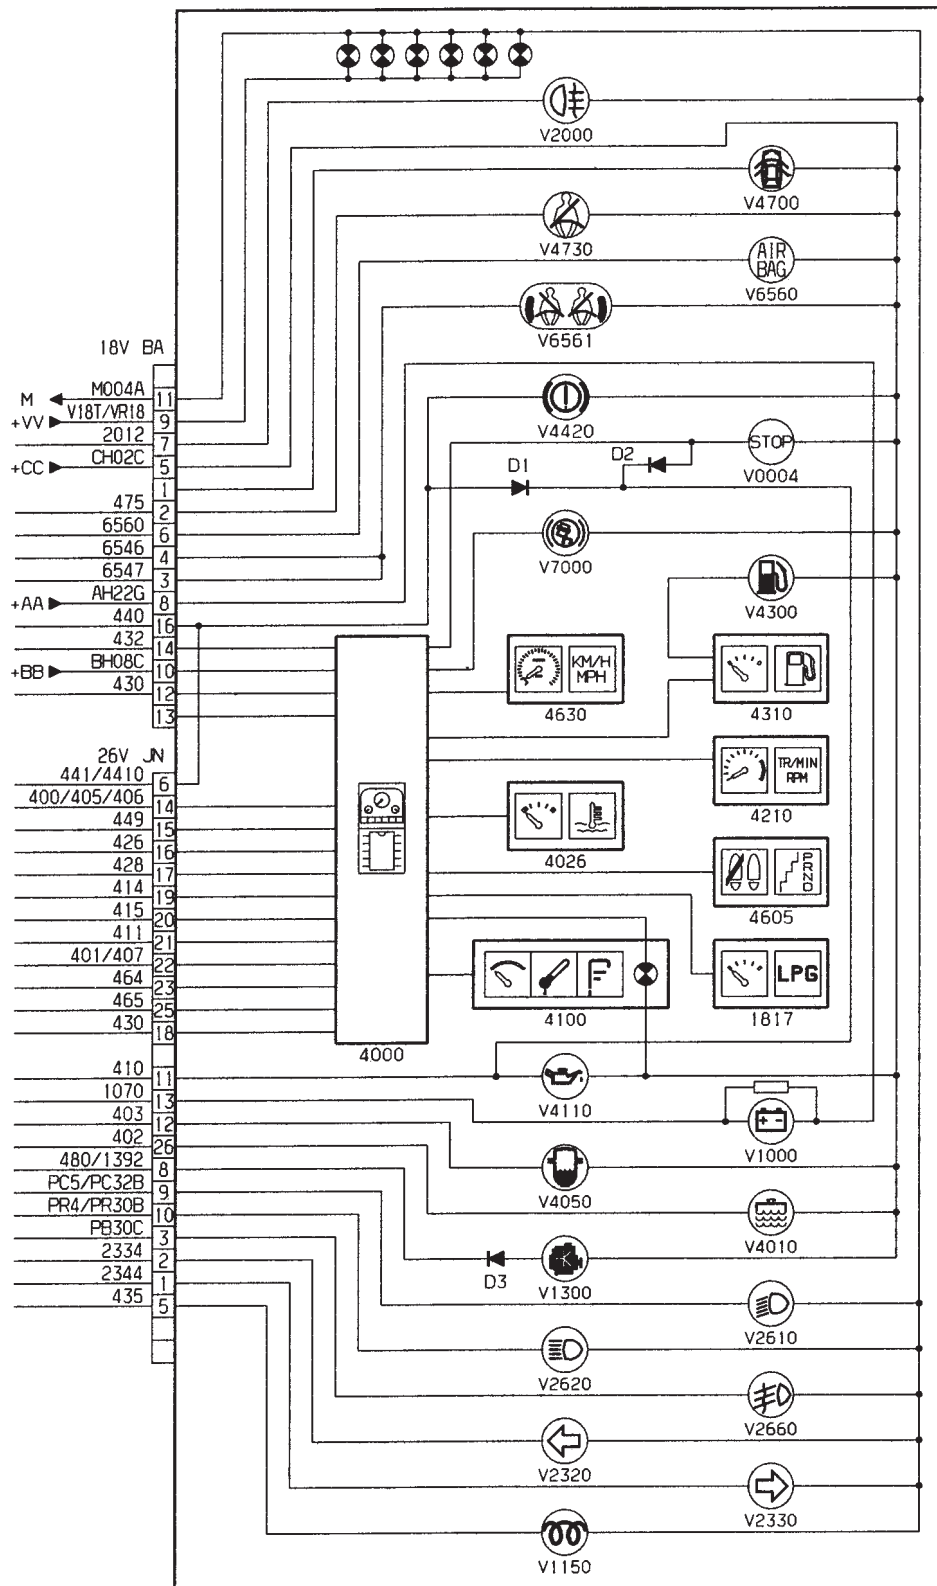 V2000
V4700
V4730
AIR
BAG
V6560
V6561
18V BA
M M004A 11
+VV V18T/VR18 9
2012 7
+CC CH02C 5
1
475 2
6560 6
6546 4
6547 3
+AA AH22G 8
440 16
432 14
+BB BH08C 10
430 12
13
V4420
STOP
V0004
D1
D2
V7000
V4300
KM/H
MPH
4630
4310
TR/MIN
RPM
4210
4026
P
R
N
D
4605
4100
LPG
1817
4000
26V JN
441/4410 6
400/405/406 14
449 15
426 16
428 17
414 19
415 20
411 21
401/407 22
464 23
465 25
430 18
410 11
1070 13
403 12
402 26
480/1392 8
PC5/PC32B 9
PR4/PR30B 10
PB30C 3
2334 2
2344 1
435 5
V4110
+ -
V1000
V4050
V4010
D3
V1300
V2610
V2620
V2660
V2320
V2330
V1150